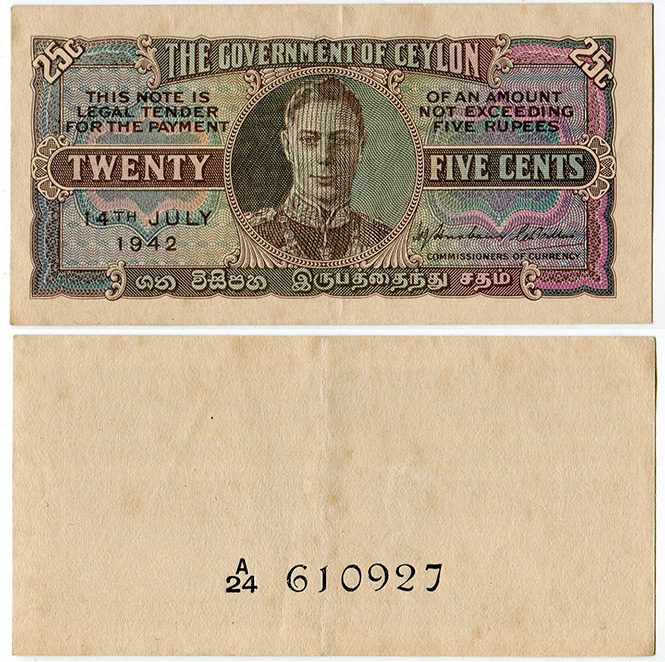 25c THE GOVERNMENT OF CEYLON 25c
THIS NOTE IS
LEGAL TENDER
FOR THE PAYMENT
OF AN AMOUNT
NOT EXCEEDING
FIVE RUPEES
TWENTY FIVE CENTS
14TH JULY
1942
COMMISSIONERS OF CURRENCY
ශත විසිපහ இருபத்தைந்து சதம்
A
24 610927